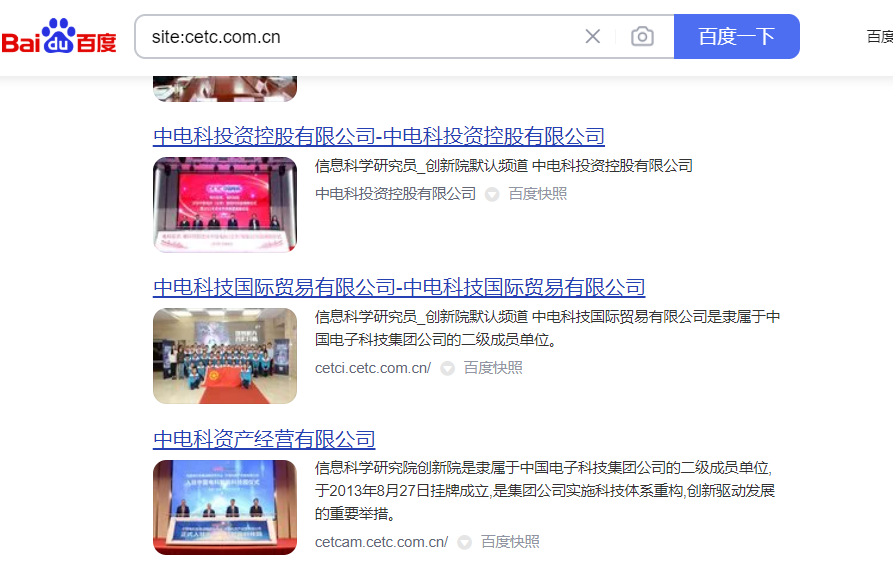 Bai du 百度
site:cetc.com.cn
百度一下
百度
中电科投资控股有限公司-中电科投资控股有限公司
信息科学研究员_创新院默认频道 中电科投资控股有限公司
中电科投资控股有限公司 百度快照
中电科技国际贸易有限公司-中电科技国际贸易有限公司
信息科学研究员_创新院默认频道 中电科技国际贸易有限公司是隶属于中
国电子科技集团公司的二级成员单位。
cetci.cetc.com.cn/ 百度快照
中电科资产经营有限公司
信息科学研究院创新院是隶属于中国电子科技集团公司的二级成员单位,
于2013年8月27日挂牌成立,是集团公司实施科技体系重构,创新驱动发展
的重要举措。
cetcam.cetc.com.cn/ 百度快照